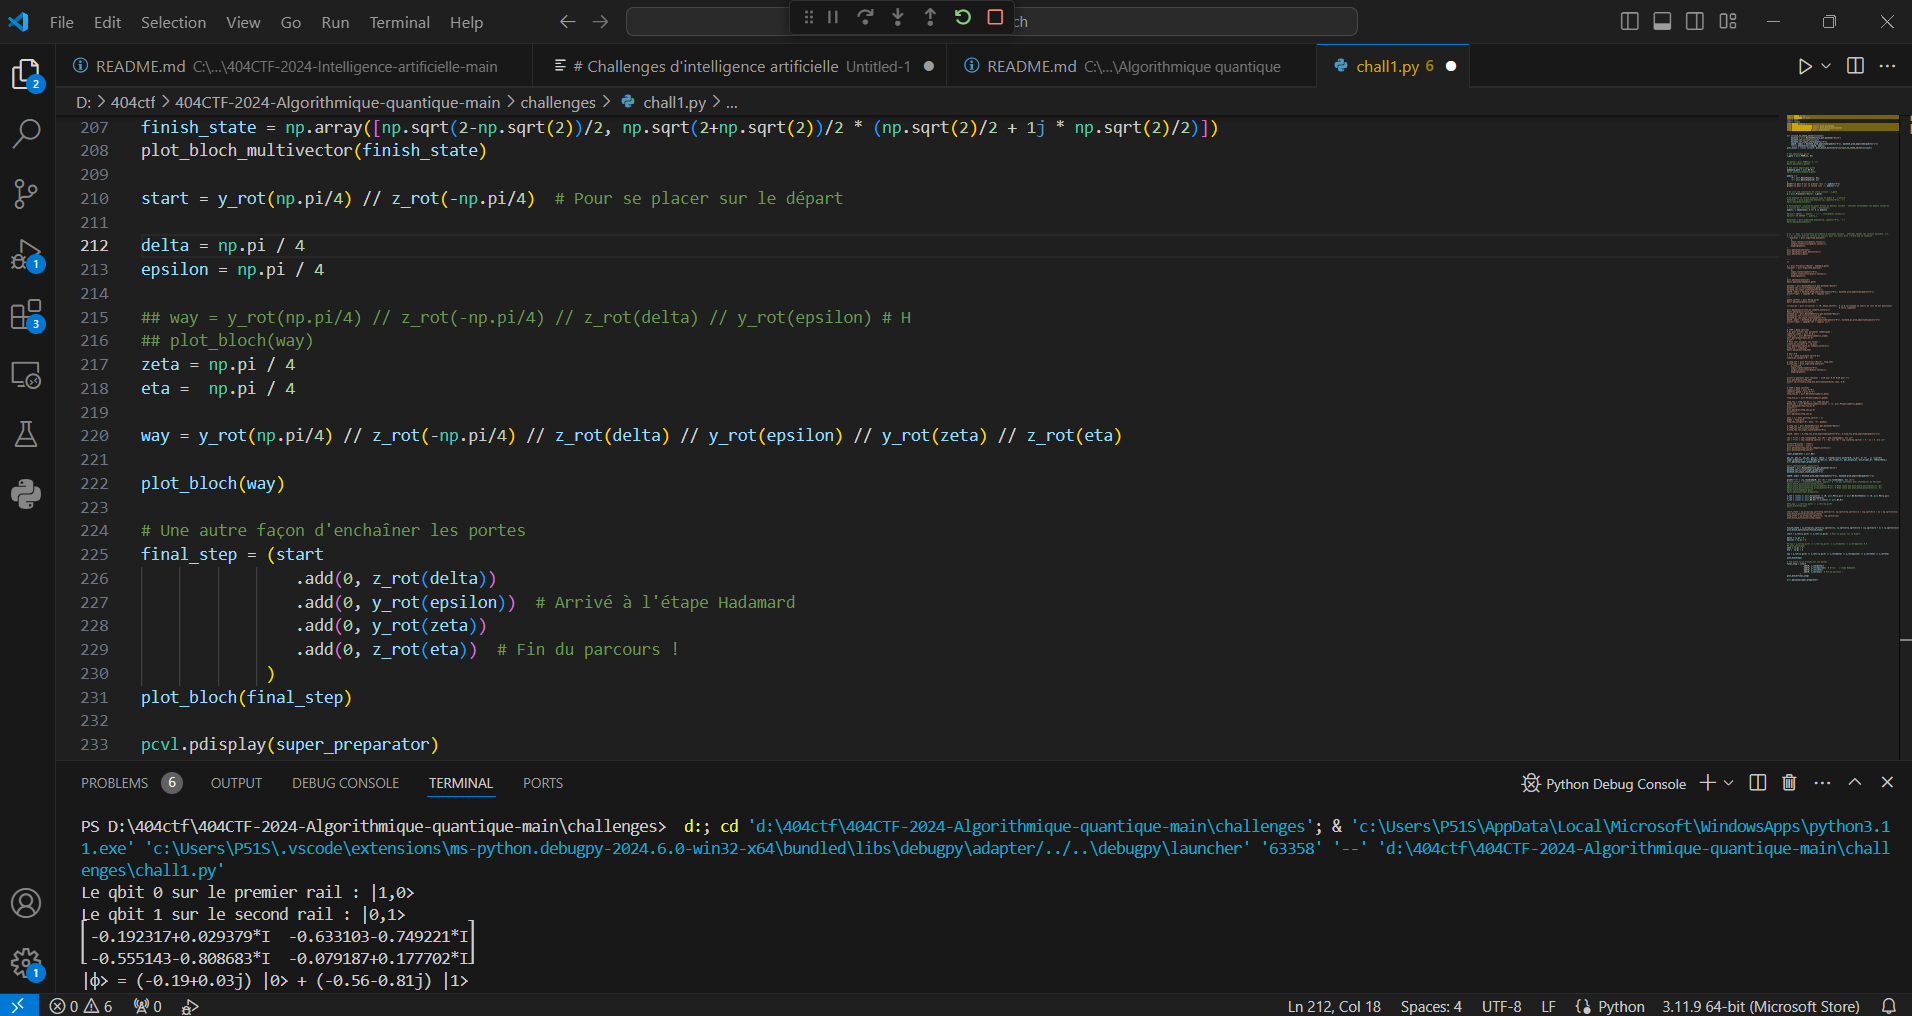 File Edit Selection View Go Run Terminal Help
ch
README.md C:\...\404CTF-2024-Intelligence-artificielle-main
# Challenges d'intelligence artificielle Untitled-1
README.md C:\...\Algorithmique quantique
chall1.py 6
D: > 404ctf > 404CTF-2024-Algorithmique-quantique-main > challenges > chall1.py > ...
207 finish_state = np.array([np.sqrt(2-np.sqrt(2))/2, np.sqrt(2+np.sqrt(2))/2 * (np.sqrt(2)/2 + 1j * np.sqrt(2)/2)])
208 plot_bloch_multivector(finish_state)
209
210 start = y_rot(np.pi/4) // z_rot(-np.pi/4)  # Pour se placer sur le départ
211
212 delta = np.pi / 4
213 epsilon = np.pi / 4
214
215 ## way = y_rot(np.pi/4) // z_rot(-np.pi/4) // z_rot(delta) // y_rot(epsilon) # H
216 ## plot_bloch(way)
217 zeta = np.pi / 4
218 eta =  np.pi / 4
219
220 way = y_rot(np.pi/4) // z_rot(-np.pi/4) // z_rot(delta) // y_rot(epsilon) // y_rot(zeta) // z_rot(eta)
221
222 plot_bloch(way)
223
224 # Une autre façon d'enchaîner les portes
225 final_step = (start
226 .add(0, z_rot(delta))
227 .add(0, y_rot(epsilon))  # Arrivé à l'étape Hadamard
228 .add(0, y_rot(zeta))
229 .add(0, z_rot(eta))  # Fin du parcours !
230 )
231 plot_bloch(final_step)
232
233 pcvl.pdisplay(super_preparator)
2
1
3
1
PROBLEMS 6 OUTPUT DEBUG CONSOLE TERMINAL PORTS
Python Debug Console
PS D:\404ctf\404CTF-2024-Algorithmique-quantique-main\challenges>  d:; cd 'd:\404ctf\404CTF-2024-Algorithmique-quantique-main\challenges'; & 'c:\Users\P51S\AppData\Local\Microsoft\WindowsApps\python3.1
1.exe' 'c:\Users\P51S\.vscode\extensions\ms-python.debugpy-2024.6.0-win32-x64\bundled\libs\debugpy\adapter/../..\debugpy\launcher' '63358' '--' 'd:\404ctf\404CTF-2024-Algorithmique-quantique-main\chall
enges\chall1.py'
Le qbit 0 sur le premier rail : |1,0>
Le qbit 1 sur le second rail : |0,1>
-0.192317+0.029379*I  -0.633103-0.749221*I
-0.555143-0.808683*I  -0.079187+0.177702*I
|ϕ> = (-0.19+0.03j) |0> + (-0.56-0.81j) |1>
0 6 0 Ln 212, Col 18 Spaces: 4 UTF-8 LF Python 3.11.9 64-bit (Microsoft Store)